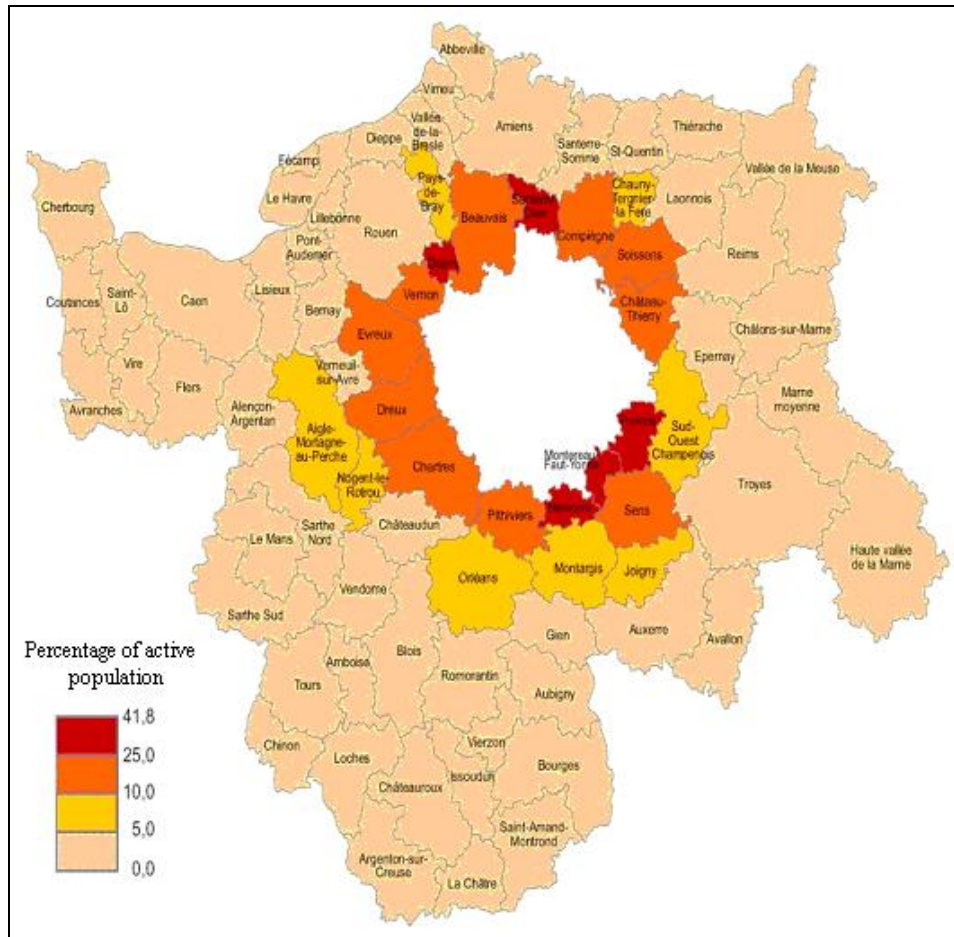 Abbeville
Vimeu
Vallée-
de-la-
Bresle
Dieppe
Amiens
Santerre-
Somme
St-Quentin
Thiérache
Vallée de la Meuse
Fécamp
Le Havre
Lillebonne
Pays-
de-
Bray
Beauvais
Chauny-
Tergnier-
la Fere
Laonnois
Cherbourg
Pont-
Audemer
Rouen
Compiègne
Soissons
Reims
Coutances
Saint-
Lô
Caen
Lisieux
Bernay
Vernon
Château-
Thierry
Châlons-sur-Marne
Evreux
Epernay
Vire
Flers
Verneuil-
sur-Avre
Avranches
Alençon-
Argentan
Dreux
Marne
moyenne
Aigle-
Mortagne-
au-Perche
Sud-
Ouest
Champenois
Chartres
Montereau-
Faut-Yonne
Nogent-le-
Rotrou
Troyes
Pithiviers
Sens
Le Mans
Sarthe
Nord
Châteaudun
Haute vallée
de la Marne
Orléans
Montargis
Joigny
Vendome
Sarthe Sud
Gien
Auxerre
Avallon
Percentage of active
population
Amboise
Blois
Tours
Romorantin
Aubigny
41,8
25,0
10,0
5,0
0,0
Chinon
Loches
Vierzon
Issoudun
Bourges
Châteauroux
Saint-Amand-
Montrond
Argenton-sur-
Creuse
La Châtre